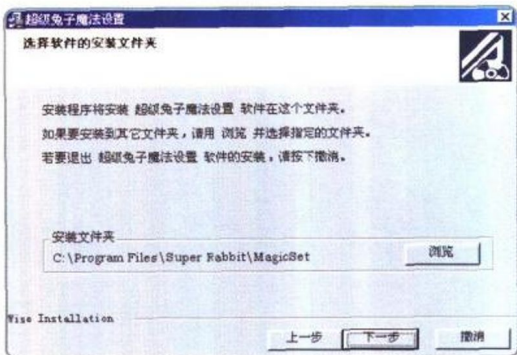 超级兔子魔法设置
选择软件的安装文件夹
安装程序将安装 超级兔子魔法设置 软件在这个文件夹。
如果要安装到其它文件夹，请用 浏览 并选择指定的文件夹。
若要退出 超级兔子魔法设置 软件的安装，请按下撤消。
安装文件夹
C:\Program Files\Super Rabbit\MagicSet
浏览
Wise Installation
上一步
下一步
撤消